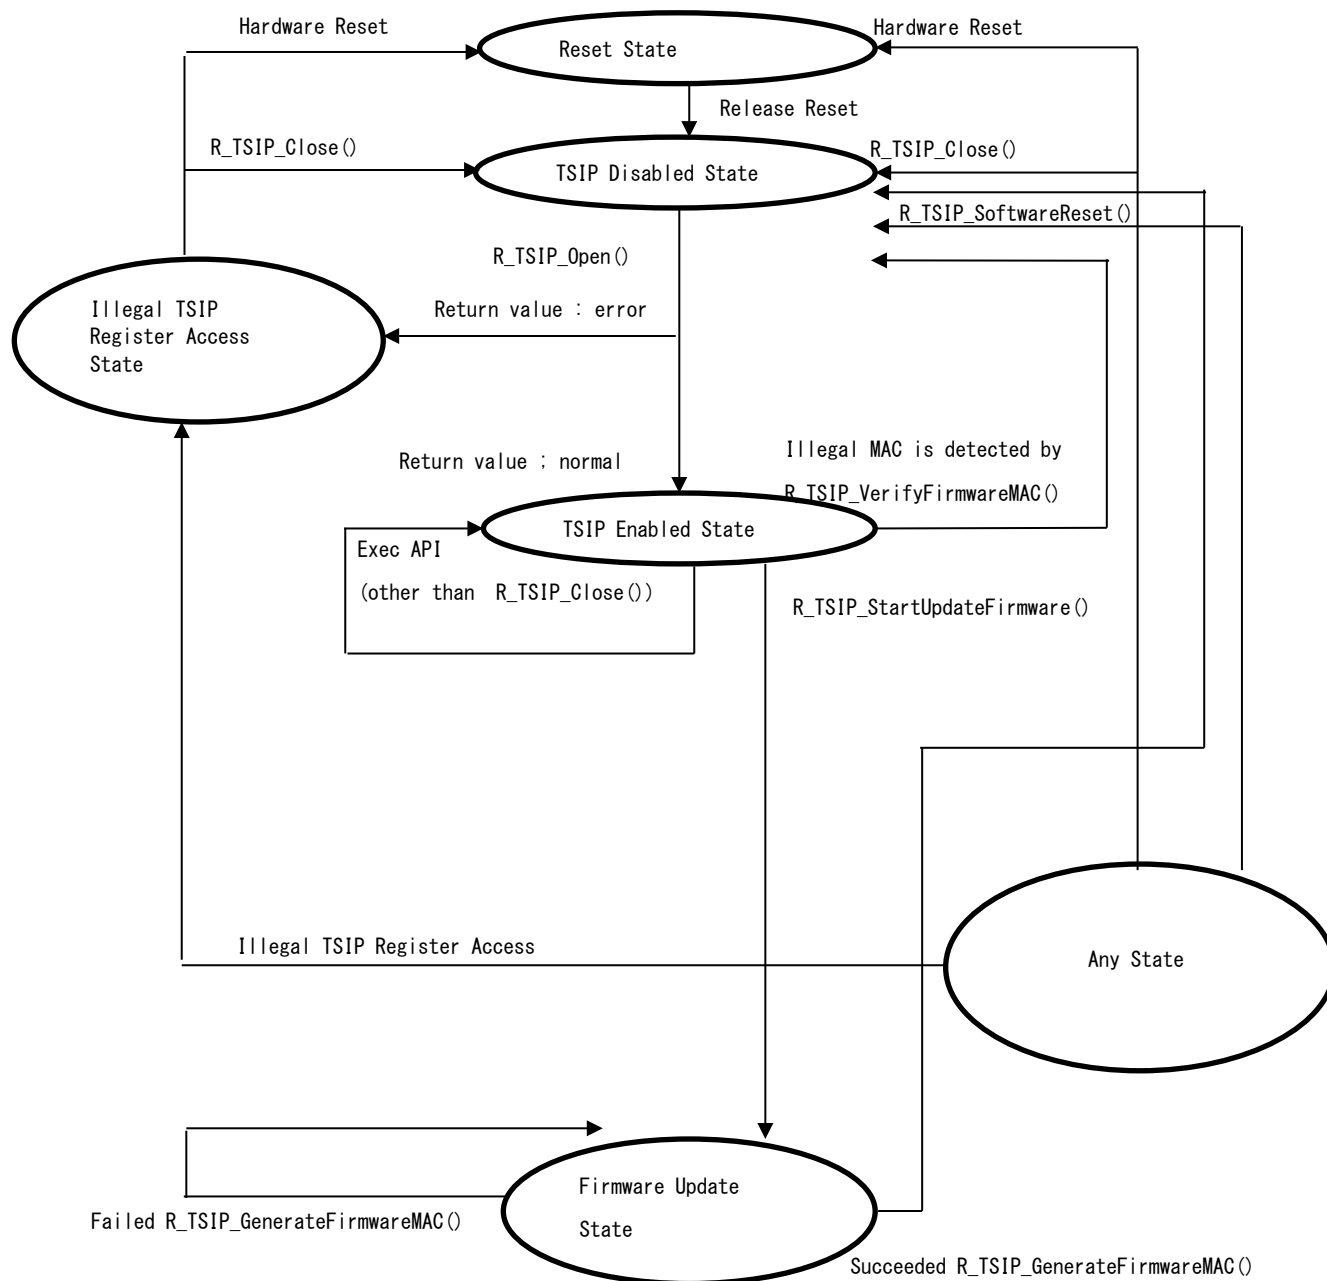 Hardware Reset
Hardware Reset
Reset State
Release Reset
R_TSIP_Close()
R_TSIP_Close()
TSIP Disabled State
R_TSIP_SoftwareReset()
R_TSIP_Open()
Illegal TSIP
Register Access
State
Return value : error
Illegal MAC is detected by
Return value ; normal
R_TSIP_VerifyFirmwareMAC()
TSIP Enabled State
Exec API
(other than R_TSIP_Close())
R_TSIP_StartUpdateFirmware()
Illegal TSIP Register Access
Any State
Firmware Update
State
Failed R_TSIP_GenerateFirmwareMAC()
Succeeded R_TSIP_GenerateFirmwareMAC()